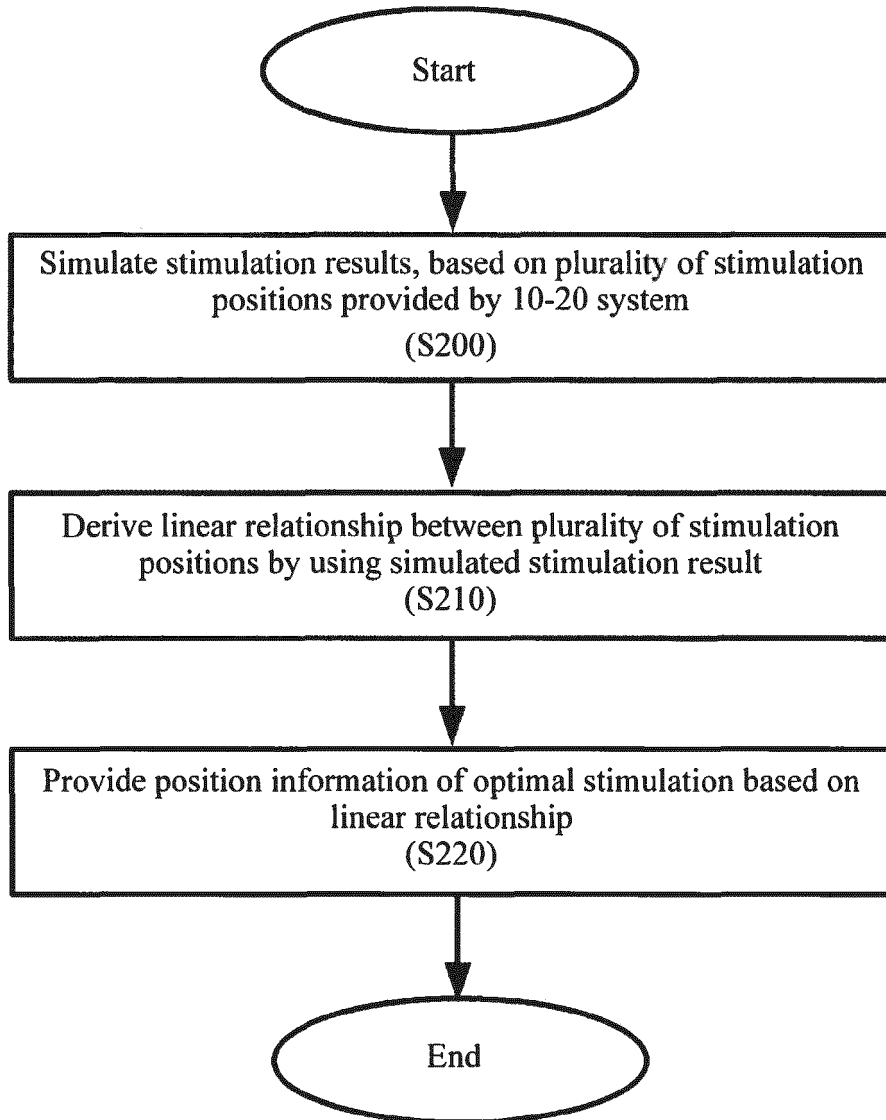 Start
Simulate stimulation results, based on plurality of stimulation
positions provided by 10-20 system
(S200)
Derive linear relationship between plurality of stimulation
positions by using simulated stimulation result
(S210)
Provide position information of optimal stimulation based on
linear relationship
(S220)
End